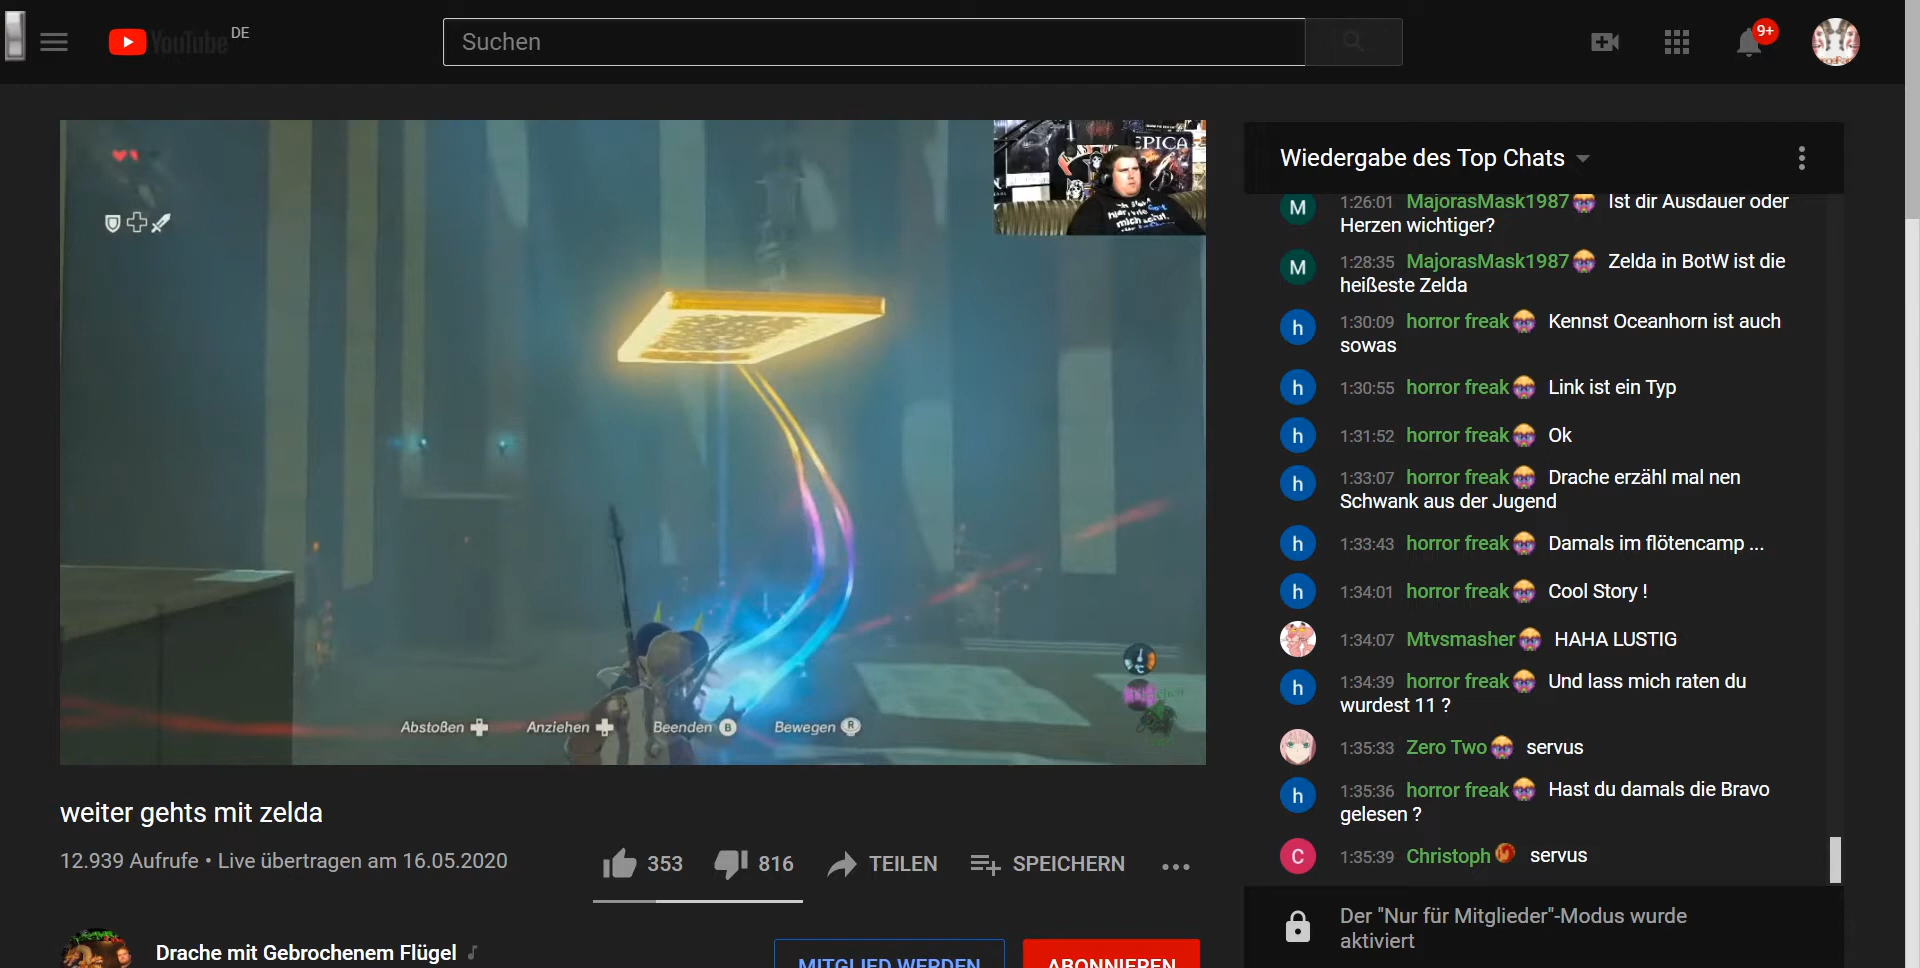 YouTube DE
Suchen
9+
EPICA
Abstoßen Anziehen Beenden B Bewegen R
weiter gehts mit zelda
12.939 Aufrufe • Live übertragen am 16.05.2020
353 816 TEILEN SPEICHERN
Drache mit Gebrochenem Flügel
MITGLIED WERDEN ABONNIEREN
Wiedergabe des Top Chats
M 1:26:01 MajorasMask1987 Ist dir Ausdauer oder
Herzen wichtiger?
M 1:28:35 MajorasMask1987 Zelda in BotW ist die
heißeste Zelda
h 1:30:09 horror freak Kennst Oceanhorn ist auch
sowas
h 1:30:55 horror freak Link ist ein Typ
h 1:31:52 horror freak Ok
h 1:33:07 horror freak Drache erzähl mal nen
Schwank aus der Jugend
h 1:33:43 horror freak Damals im flötencamp ...
h 1:34:01 horror freak Cool Story !
1:34:07 Mtvsmasher HAHA LUSTIG
h 1:34:39 horror freak Und lass mich raten du
wurdest 11 ?
1:35:33 Zero Two servus
h 1:35:36 horror freak Hast du damals die Bravo
gelesen ?
C 1:35:39 Christoph servus
Der "Nur für Mitglieder"-Modus wurde
aktiviert